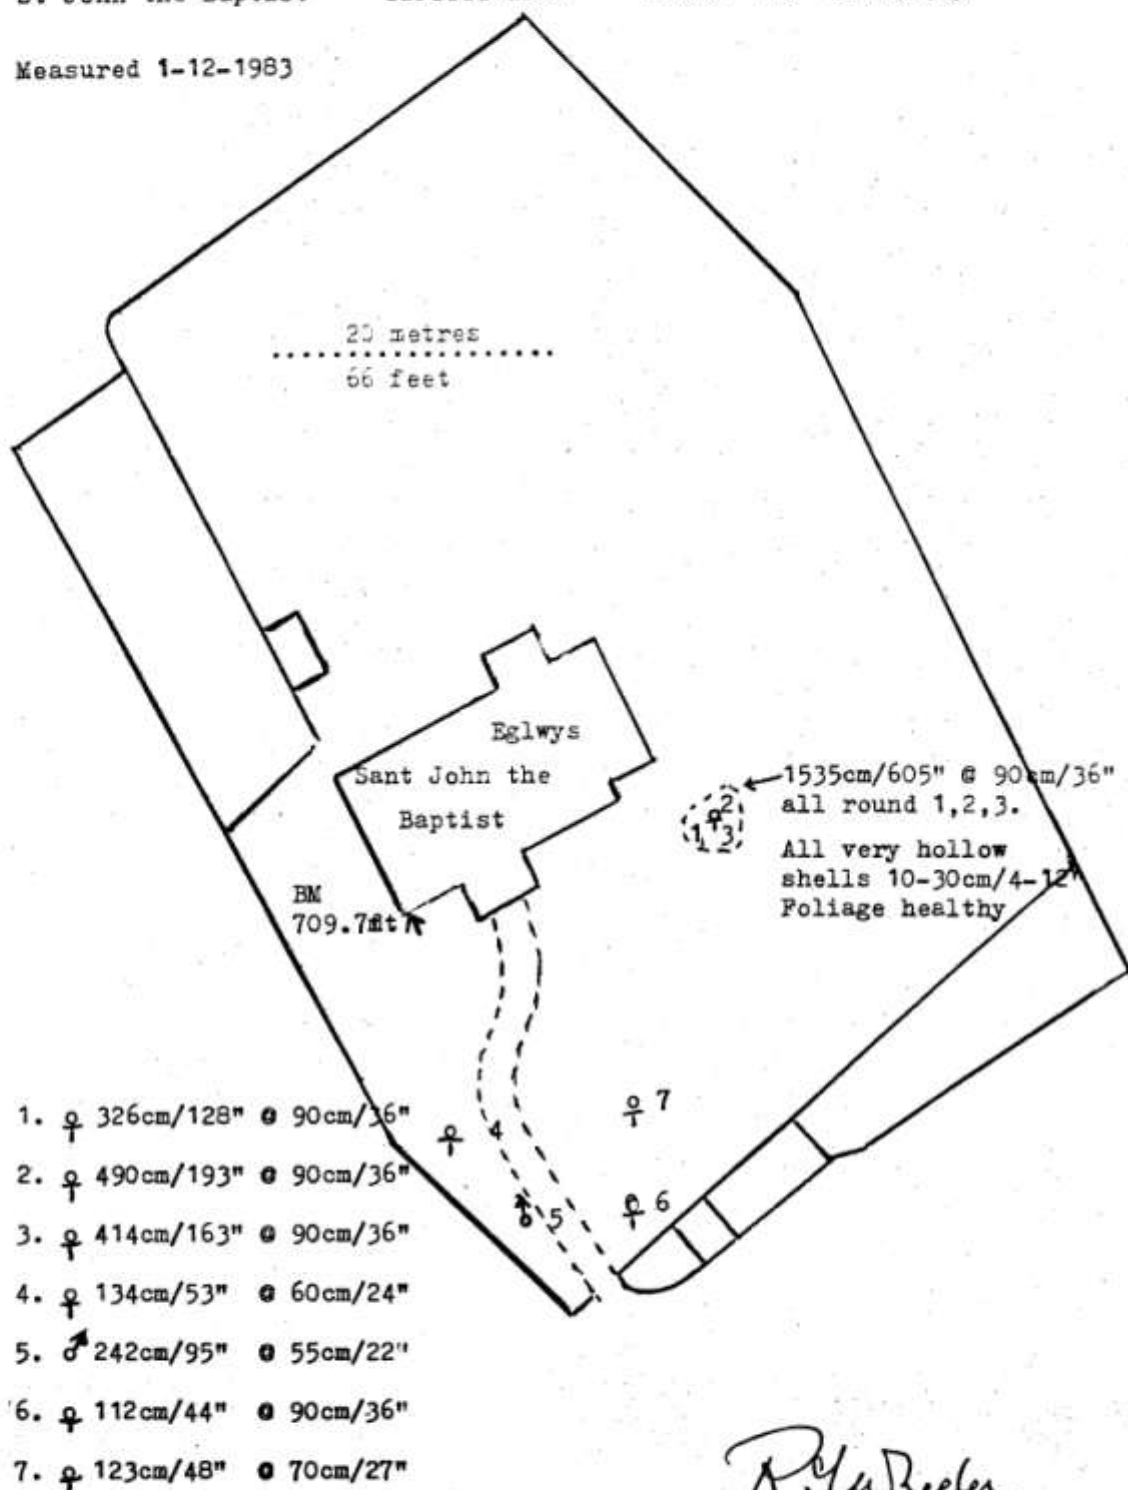 S. John the Baptist
Measured 1-12-1983
20 metres
66 feet
Eglwys
Sant John the
Baptist
1535cm/605" @ 90cm/36"
all round 1,2,3.
2
1 3
All very hollow
shells 10-30cm/4-12"
Foliage healthy
BM
709.7ft
7
4
6
5
1. ♀ 326cm/128" @ 90cm/36"
2. ♀ 490cm/193" @ 90cm/36"
3. ♀ 414cm/163" @ 90cm/36"
4. ♀ 134cm/53" @ 60cm/24"
5. ♂ 242cm/95" @ 55cm/22"
6. ♀ 112cm/44" @ 90cm/36"
7. ♀ 123cm/48" @ 70cm/27"